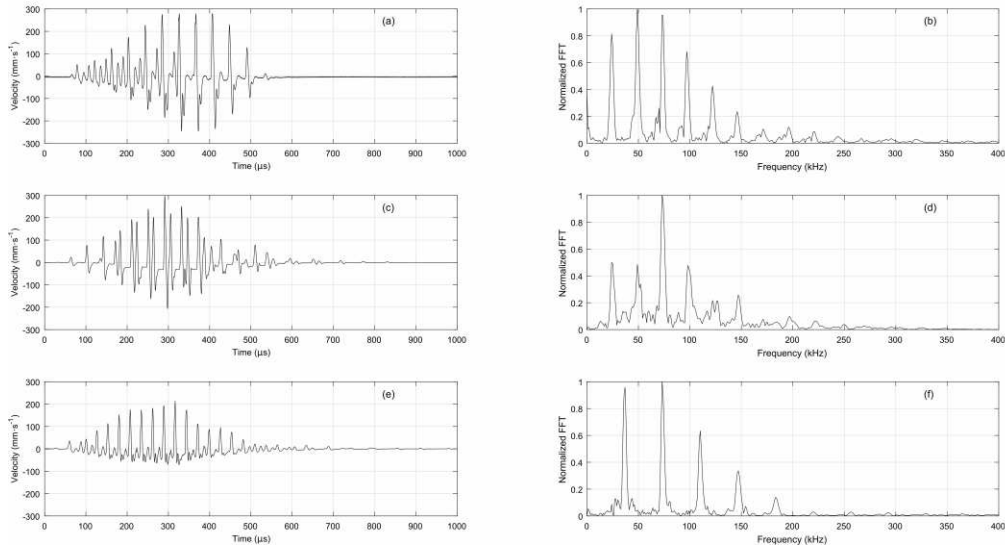 300
200
100
0
-100
-200
-300
Velocity (mm·s⁻¹)
(a)
0 100 200 300 400 500 600 700 800 900 1000
Time (µs)
1
0.8
0.6
0.4
0.2
0
Normalized FFT
(b)
0 50 100 150 200 250 300 350 400
Frequency (kHz)
300
200
100
0
-100
-200
-300
Velocity (mm·s⁻¹)
(c)
0 100 200 300 400 500 600 700 800 900 1000
Time (µs)
1
0.8
0.6
0.4
0.2
0
Normalized FFT
(d)
0 50 100 150 200 250 300 350 400
Frequency (kHz)
300
200
100
0
-100
-200
-300
Velocity (mm·s⁻¹)
(e)
0 100 200 300 400 500 600 700 800 900 1000
Time (µs)
1
0.8
0.6
0.4
0.2
0
Normalized FFT
(f)
0 50 100 150 200 250 300 350 400
Frequency (kHz)